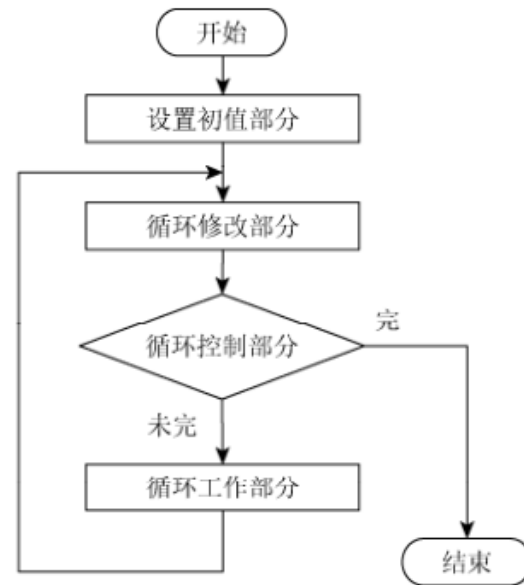 开始
设置初值部分
循环修改部分
循环控制部分
完
未完
循环工作部分
结束